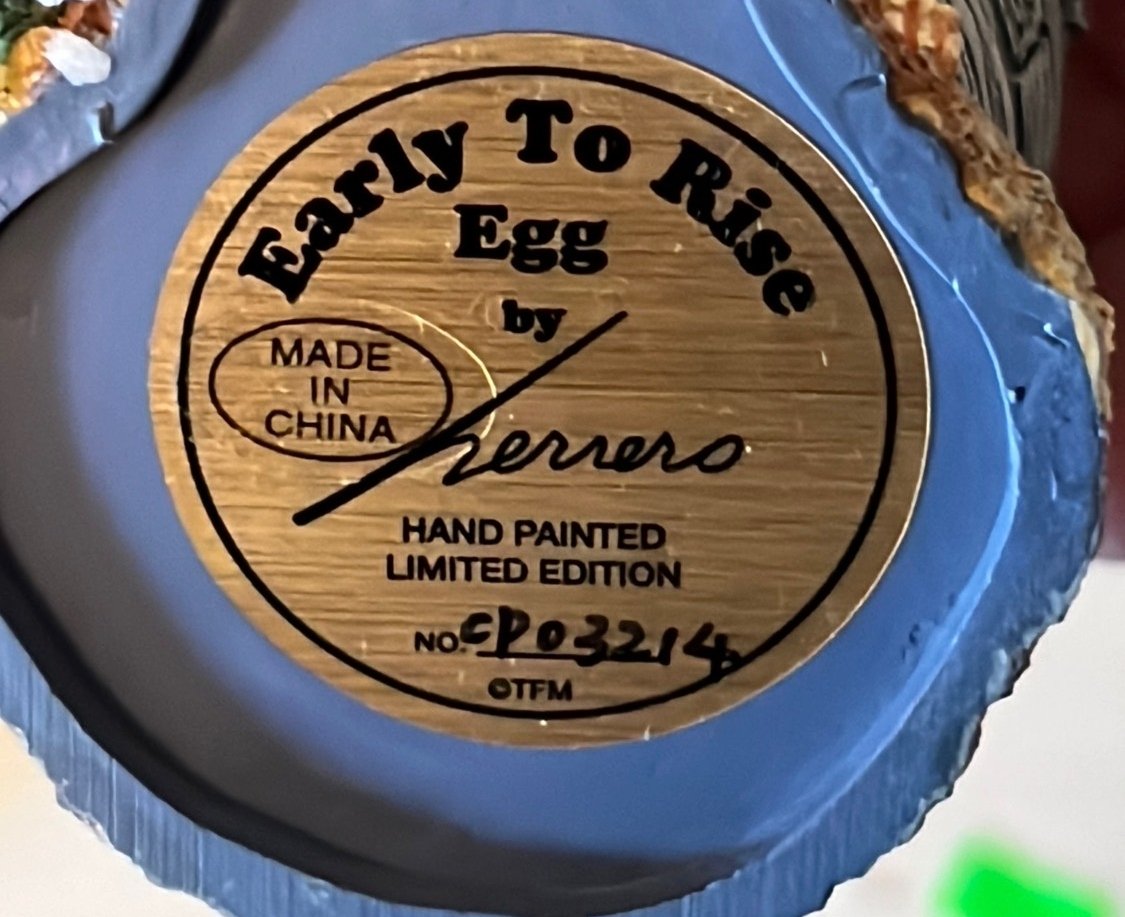 Early To Rise
Egg
by
MADE
IN
CHINA
Herrero
HAND PAINTED
LIMITED EDITION
NO. CP03214
©TFM